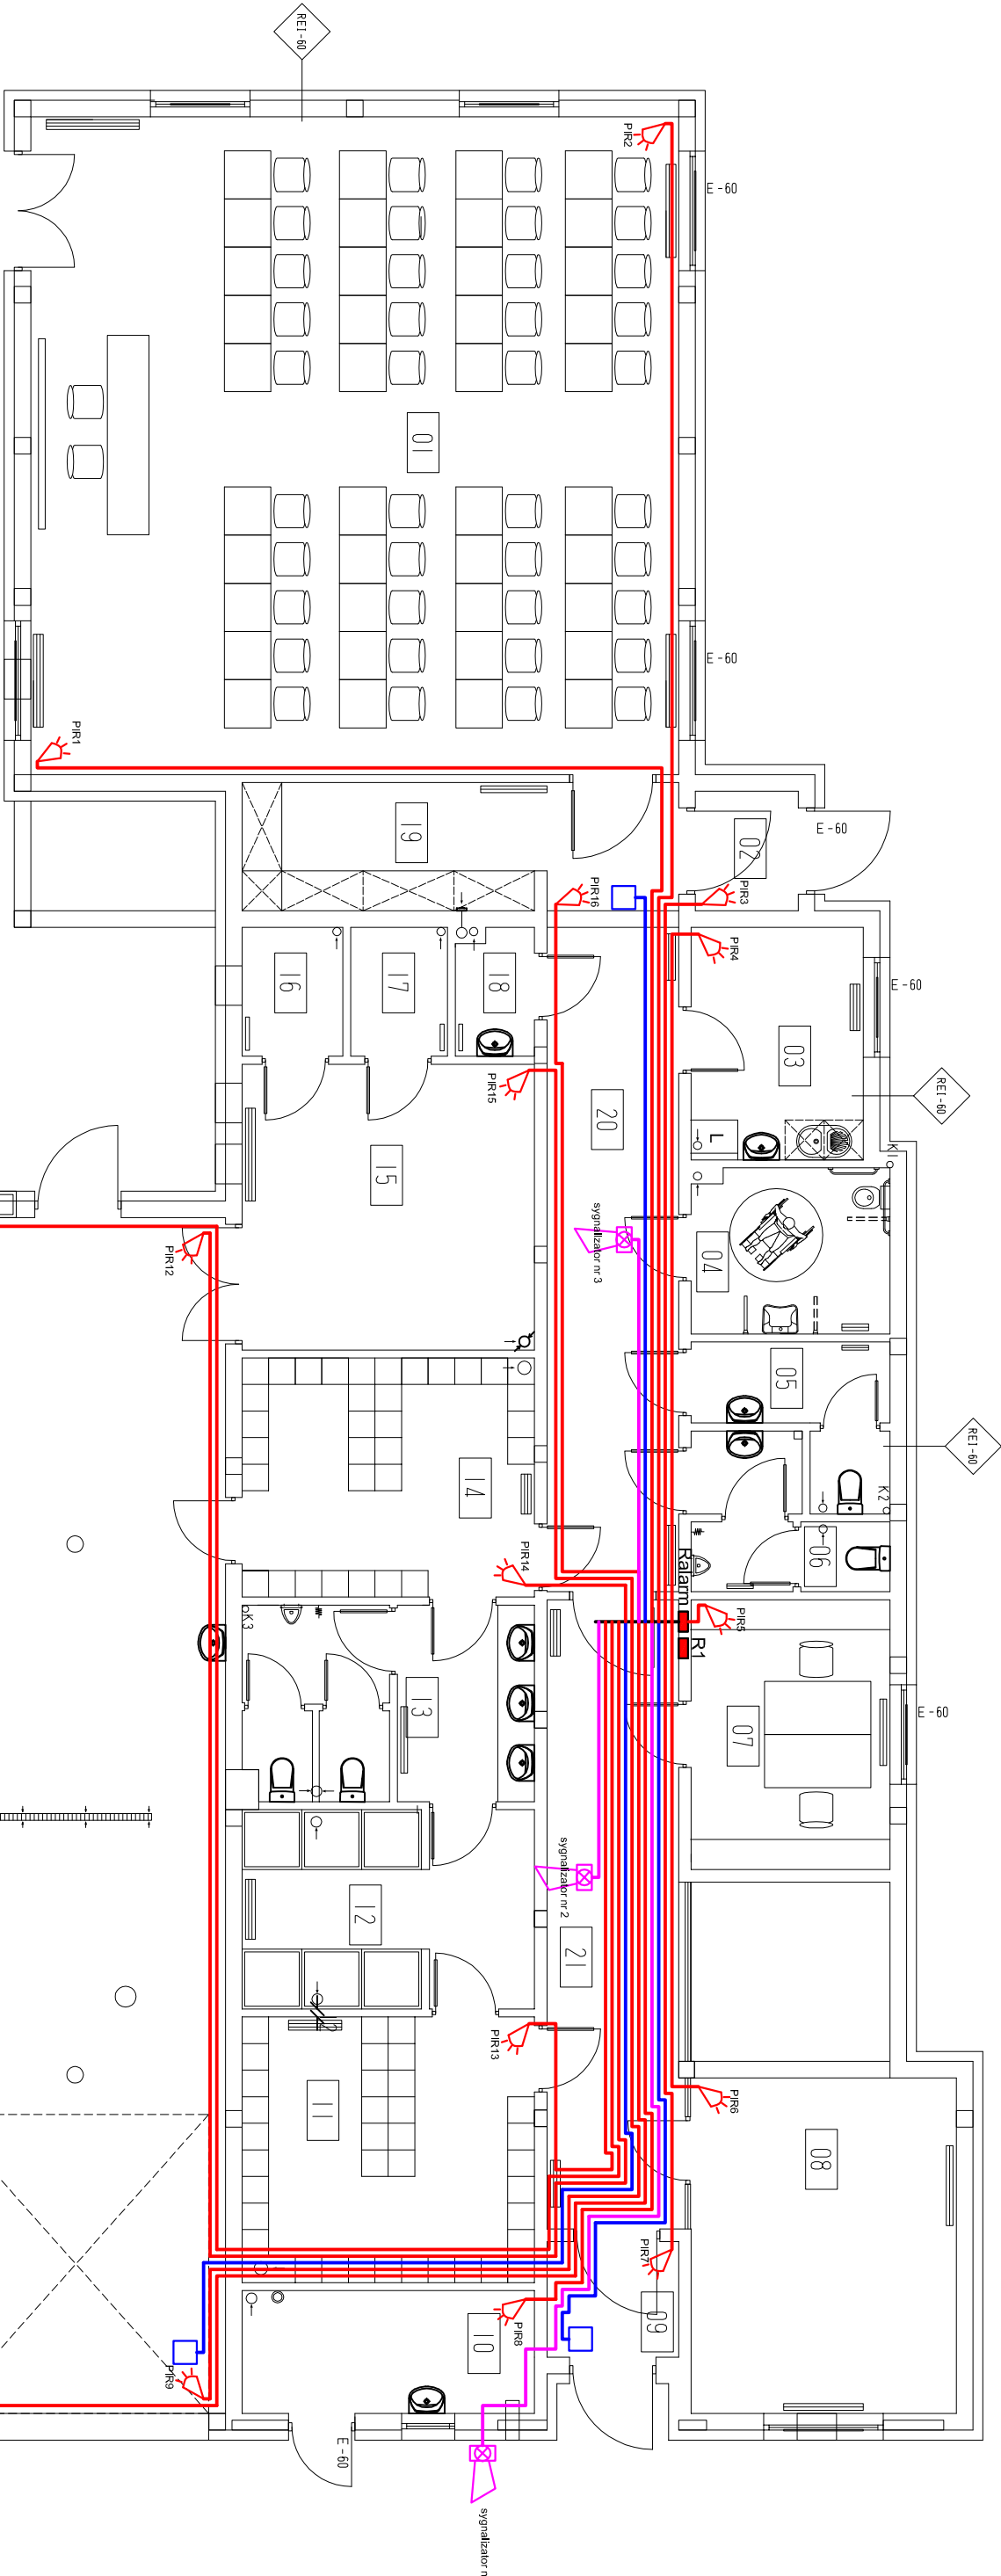 REI-60
PIR2
E-60
01
E-60
PIR1
E-60
02
19
PIR16
PIR3
PIR4
E-60
16
17
18
03
REI-60
PIR15
20
L
K1
15
sygnalizator nr 3
04
PIR12
05
REI-60
14
K2
06
PIR14
Ralarm
PIR5
K3
R1
13
07
E-60
sygnalizator nr 2
12
21
PIR13
PIR6
11
08
PIR7
09
PIR8
10
PIR9
E-60
sygnalizator n